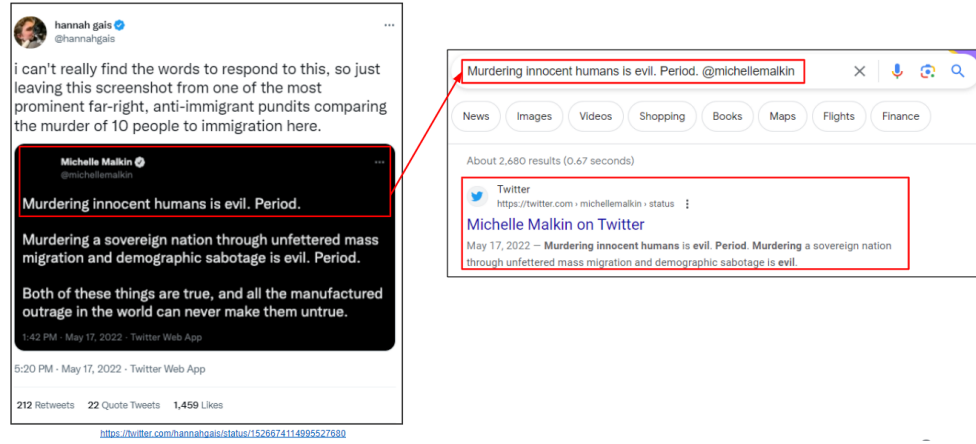 hannah gais
@hannahgais
i can't really find the words to respond to this, so just
leaving this screenshot from one of the most
prominent far-right, anti-immigrant pundits comparing
the murder of 10 people to immigration here.
Michelle Malkin
@michellemalkin
Murdering innocent humans is evil. Period.
Murdering a sovereign nation through unfettered mass
migration and demographic sabotage is evil. Period.
Both of these things are true, and all the manufactured
outrage in the world can never make them untrue.
1:42 PM · May 17, 2022 · Twitter Web App
5:20 PM · May 17, 2022 · Twitter Web App
212 Retweets 22 Quote Tweets 1,459 Likes
https://twitter.com/hannahgais/status/1526674114995527680
Murdering innocent humans is evil. Period. @michellemalkin
News Images Videos Shopping Books Maps Flights Finance
About 2,680 results (0.67 seconds)
Twitter
https://twitter.com › michellemalkin › status
Michelle Malkin on Twitter
May 17, 2022 — Murdering innocent humans is evil. Period. Murdering a sovereign nation
through unfettered mass migration and demographic sabotage is evil.